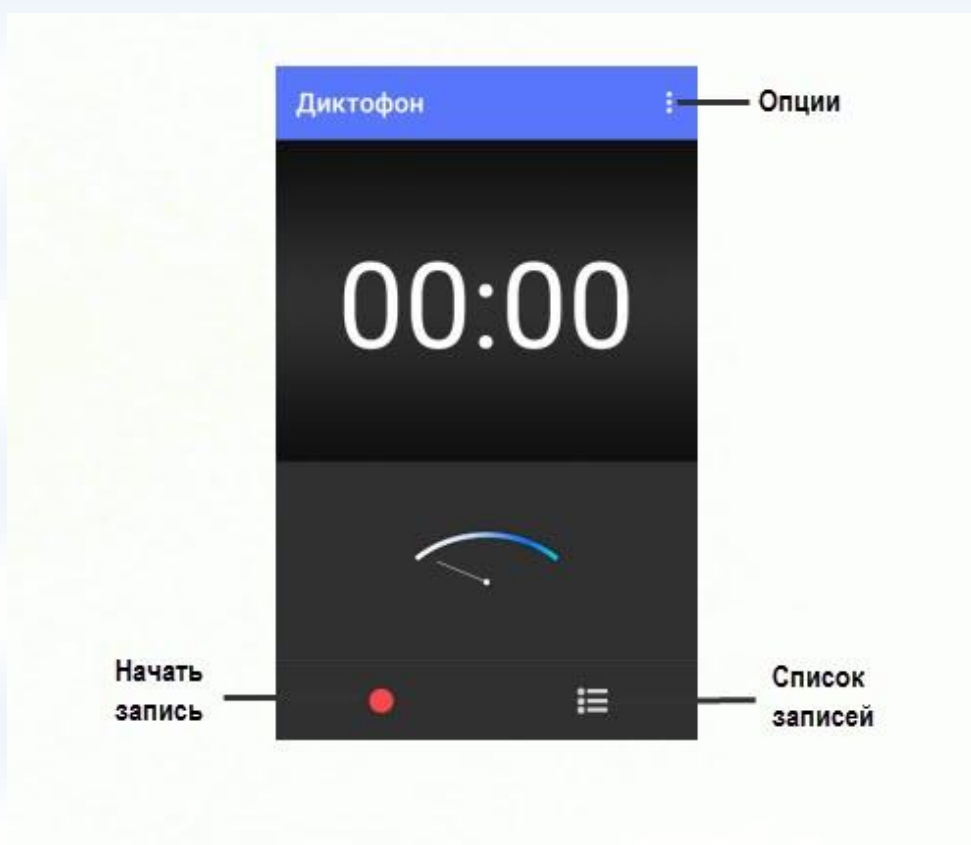 Диктофон
Опции
00:00
Начать
запись
Список
записей